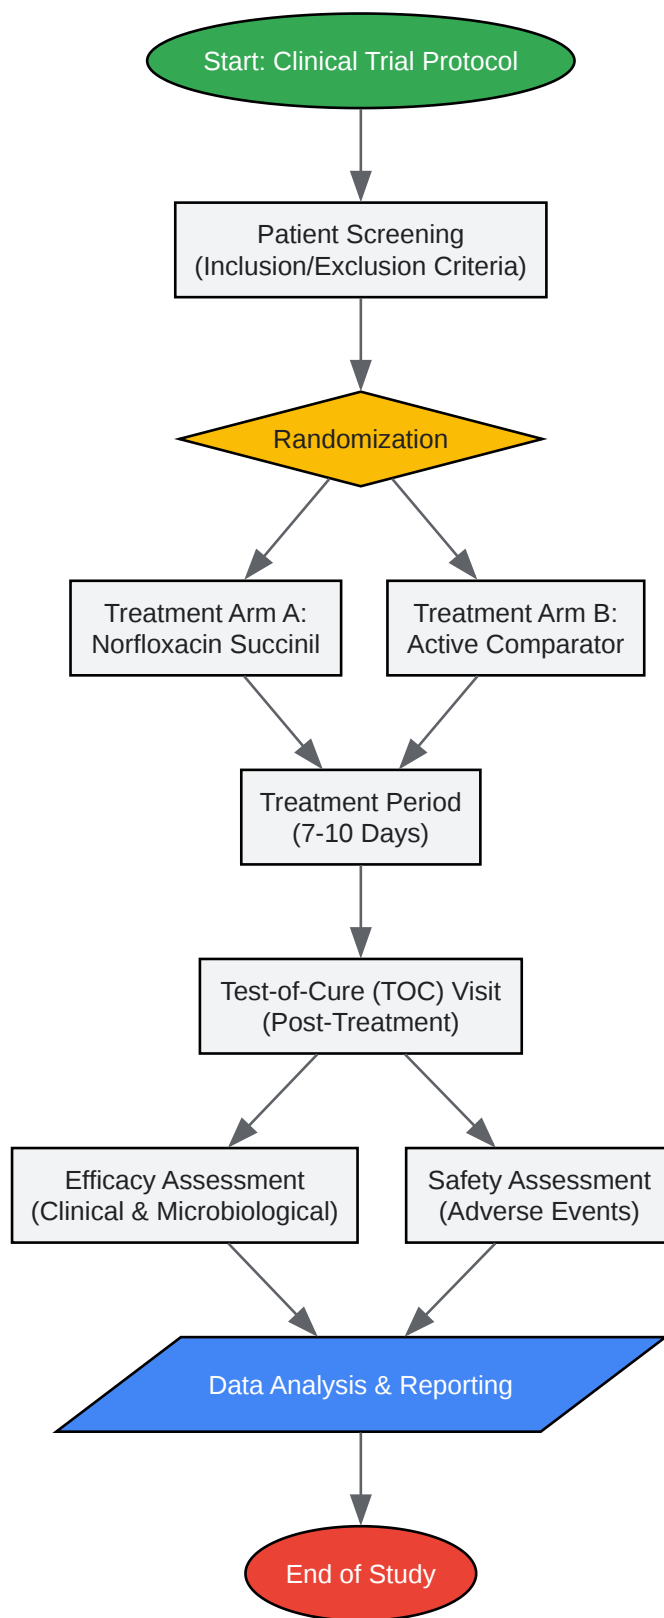 Start: Clinical Trial Protocol
Patient Screening
(Inclusion/Exclusion Criteria)
Randomization
Treatment Arm A:
Norfloxacin Succinil
Treatment Arm B:
Active Comparator
Treatment Period
(7-10 Days)
Test-of-Cure (TOC) Visit
(Post-Treatment)
Efficacy Assessment
(Clinical & Microbiological)
Safety Assessment
(Adverse Events)
Data Analysis & Reporting
End of Study